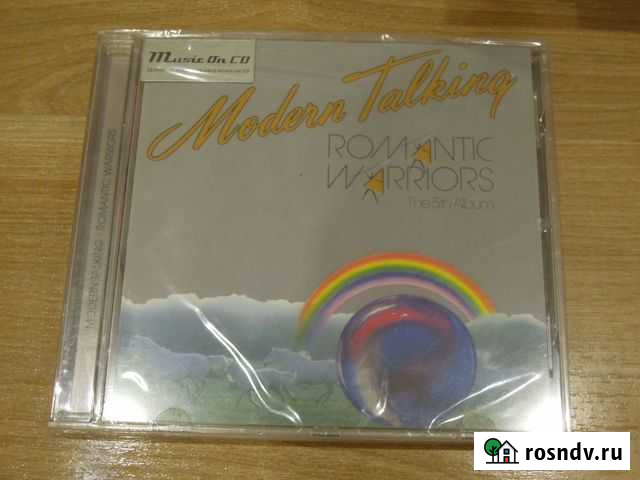 Music On CD
Modern Talking
ROMANTIC
WARRIORS
The 5th Album
MODERN TALKING ROMANTIC WARRIORS
rosndv.ru